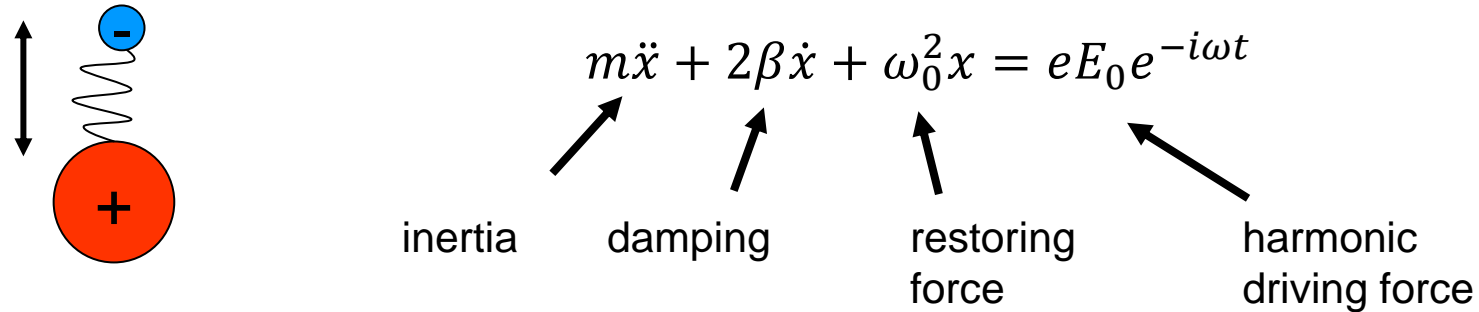 -
+
mẍ + 2βẋ + ω₀²x = eE₀e^{-iωt}
inertia damping restoring force harmonic driving force